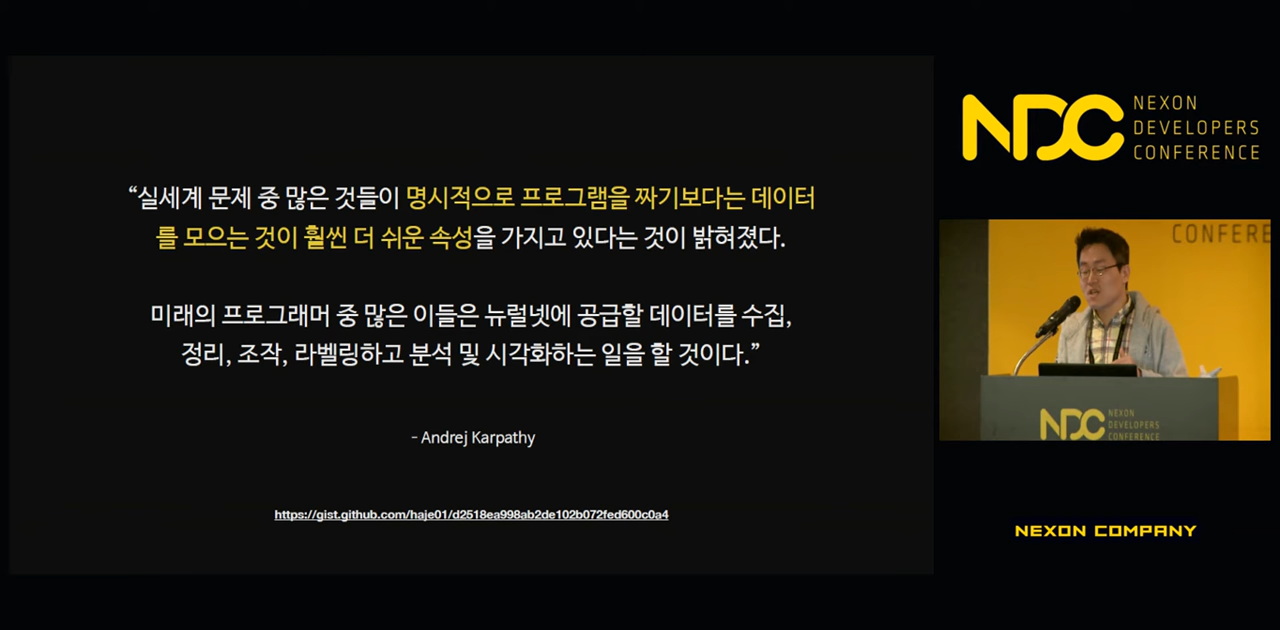 “실세계 문제 중 많은 것들이 명시적으로 프로그램을 짜기보다는 데이터
를 모으는 것이 훨씬 더 쉬운 속성을 가지고 있다는 것이 밝혀졌다.
미래의 프로그래머 중 많은 이들은 뉴럴넷에 공급할 데이터를 수집,
정리, 조작, 라벨링하고 분석 및 시각화하는 일을 할 것이다.”
- Andrej Karpathy
https://gist.github.com/haje01/d2518ea998ab2de102b072fed600c0a4
NDC
NEXON
DEVELOPERS
CONFERENCE
CONFERE
NDC
NEXON
DEVELOPERS
CONFERENCE
NEXON COMPANY